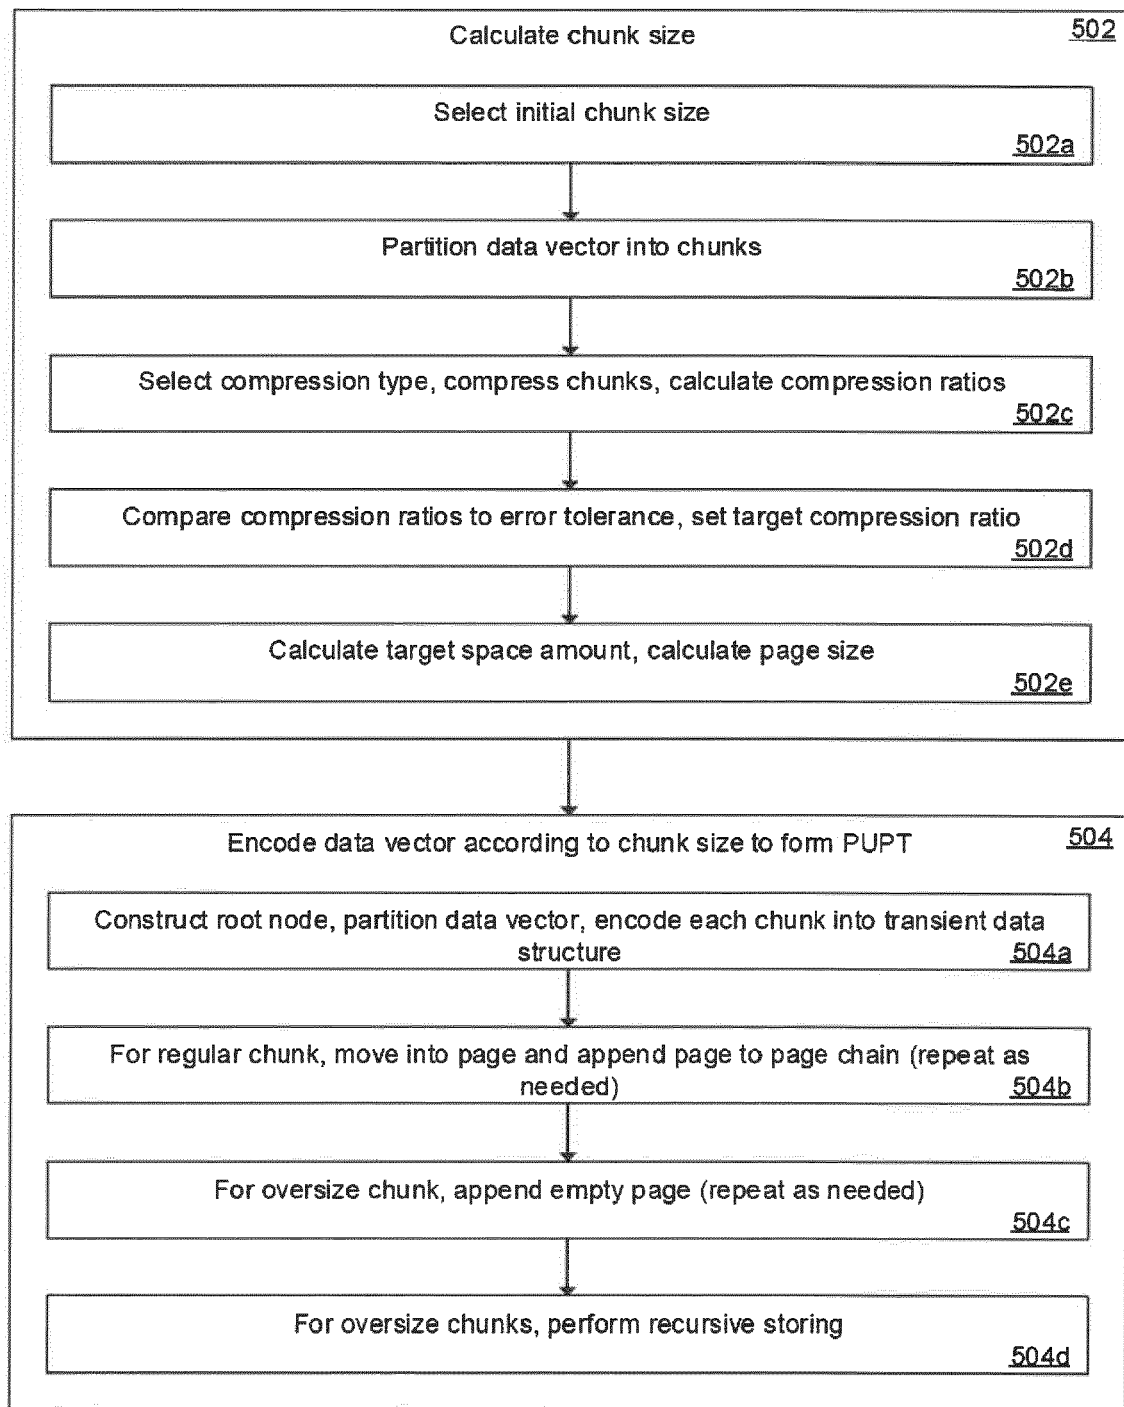 Calculate chunk size 502
Select initial chunk size
502a
Partition data vector into chunks
502b
Select compression type, compress chunks, calculate compression ratios
502c
Compare compression ratios to error tolerance, set target compression ratio
502d
Calculate target space amount, calculate page size
502e
Encode data vector according to chunk size to form PUPT 504
Construct root node, partition data vector, encode each chunk into transient data
structure 504a
For regular chunk, move into page and append page to page chain (repeat as
needed) 504b
For oversize chunk, append empty page (repeat as needed)
504c
For oversize chunks, perform recursive storing
504d